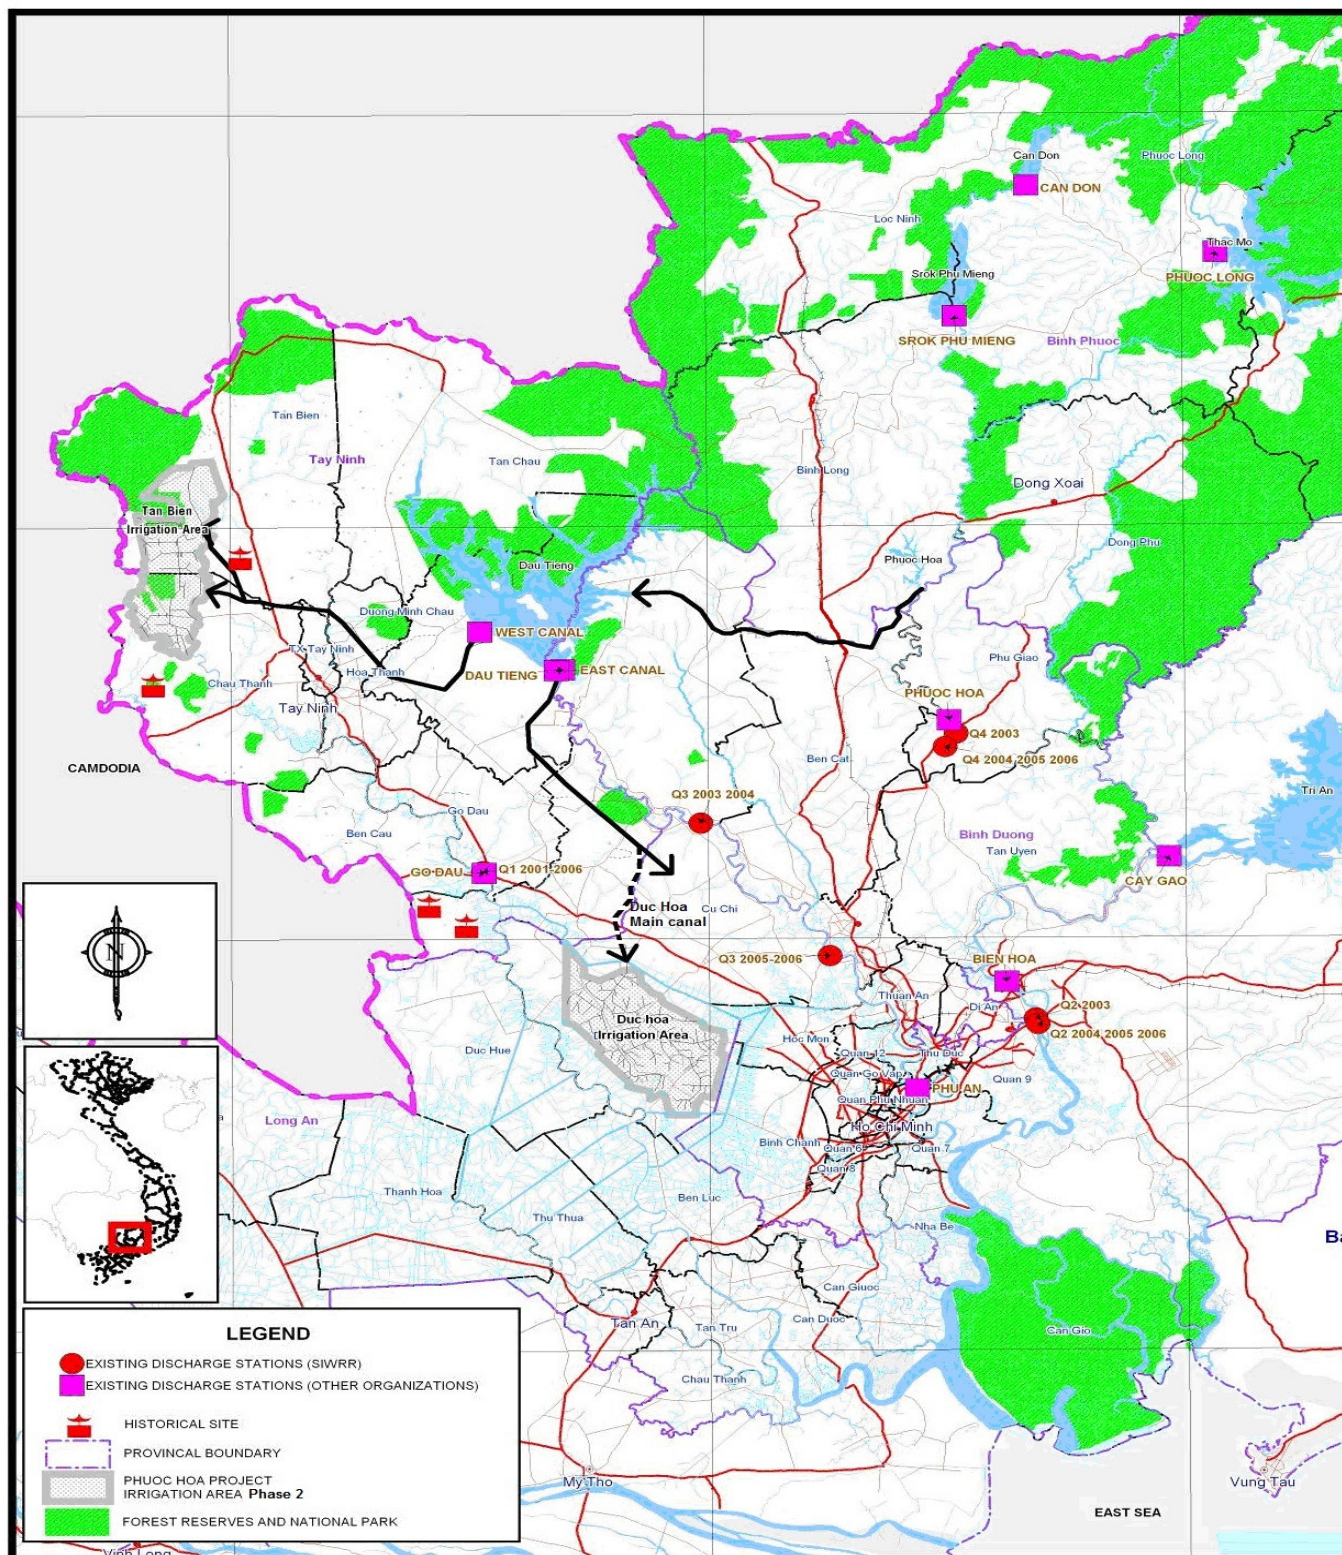 Can Don
Phuoc Long
CAN DON
Loc Ninh
Thac Mo
Srok Phu Mieng
PHUOC LONG
SROK PHU MIENG
Binh Phuoc
Tan Bien
Tay Ninh
Tan Chau
Binh Long
Dong Xoai
Tan Bien
Irrigation Area
Dong Phu
Phuoc Hoa
Dau Tieng
Duong Minh Chau
WEST CANAL
TX Tay Ninh
Hoa Thanh
DAU TIENG
EAST CANAL
Phu Giao
Chau Thanh
Tay Ninh
PHUOC HOA
Q4 2003
Q4 2004 2005 2006
CAMDODIA
Ben Cat
Tri An
Q3 2003 2004
Go Dau
Ben Cau
Binh Duong
Tan Uyen
GO DAU
Q1 2001-2006
CAY GAO
Duc Hoa
Main canal
Cu Chi
N
Q3 2005-2006
BIEN HOA
Thuan An
Di An
Q2 2003
Q2 2004 2005 2006
Duc hoa
Irrigation Area
Duc Hue
Hoc Mon
Quan 12
Thu Duc
Quan Go Vap
Quan 9
PHU AN
Quan Phu Nhuan
Long An
Ho Chi Minh
Binh Chanh
Quan 6
Quan 7
Quan 8
Thanh Hoa
Ben Luc
Thu Thua
Nha Be
Ba
Can Giuoc
Tan An
Tan Tru
Can Duoc
Can Gio
Chau Thanh
My Tho
Vung Tau
EAST SEA
LEGEND
EXISTING DISCHARGE STATIONS (SIWRR)
EXISTING DISCHARGE STATIONS (OTHER ORGANIZATIONS)
HISTORICAL SITE
PROVINCAL BOUNDARY
PHUOC HOA PROJECT
IRRIGATION AREA Phase 2
FOREST RESERVES AND NATIONAL PARK
Vinh Long